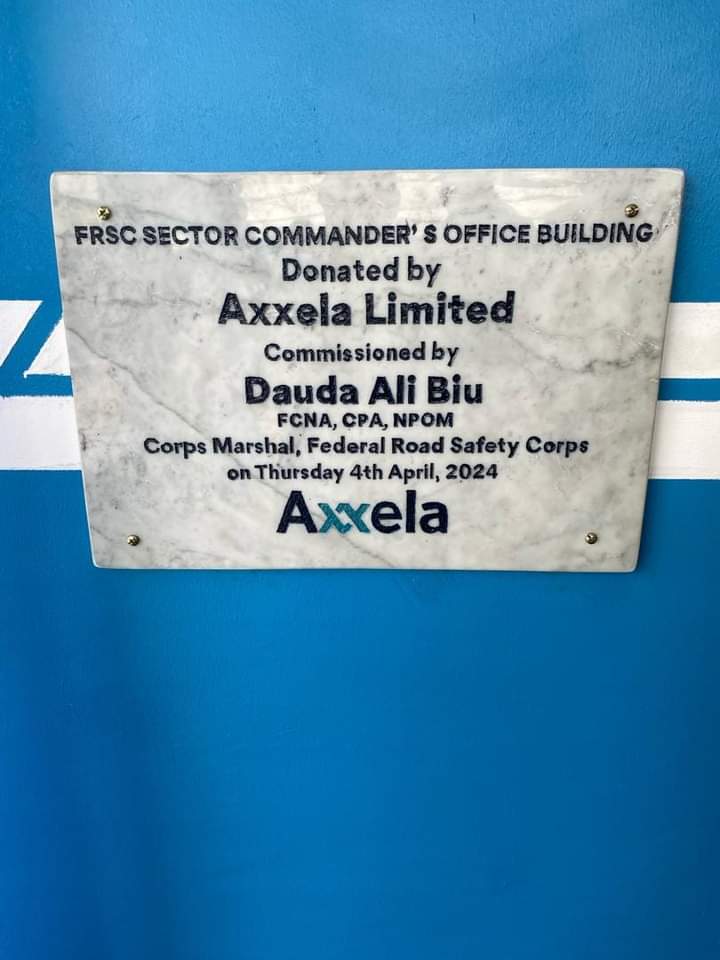 FRSC SECTOR COMMANDER' S OFFICE BUILDING
Donated by
Axxela Limited
Commissioned by
Dauda Ali Biu
FCNA, CPA, NPOM
Corps Marshal, Federal Road Safety Corps
on Thursday 4th April, 2024
Axxela